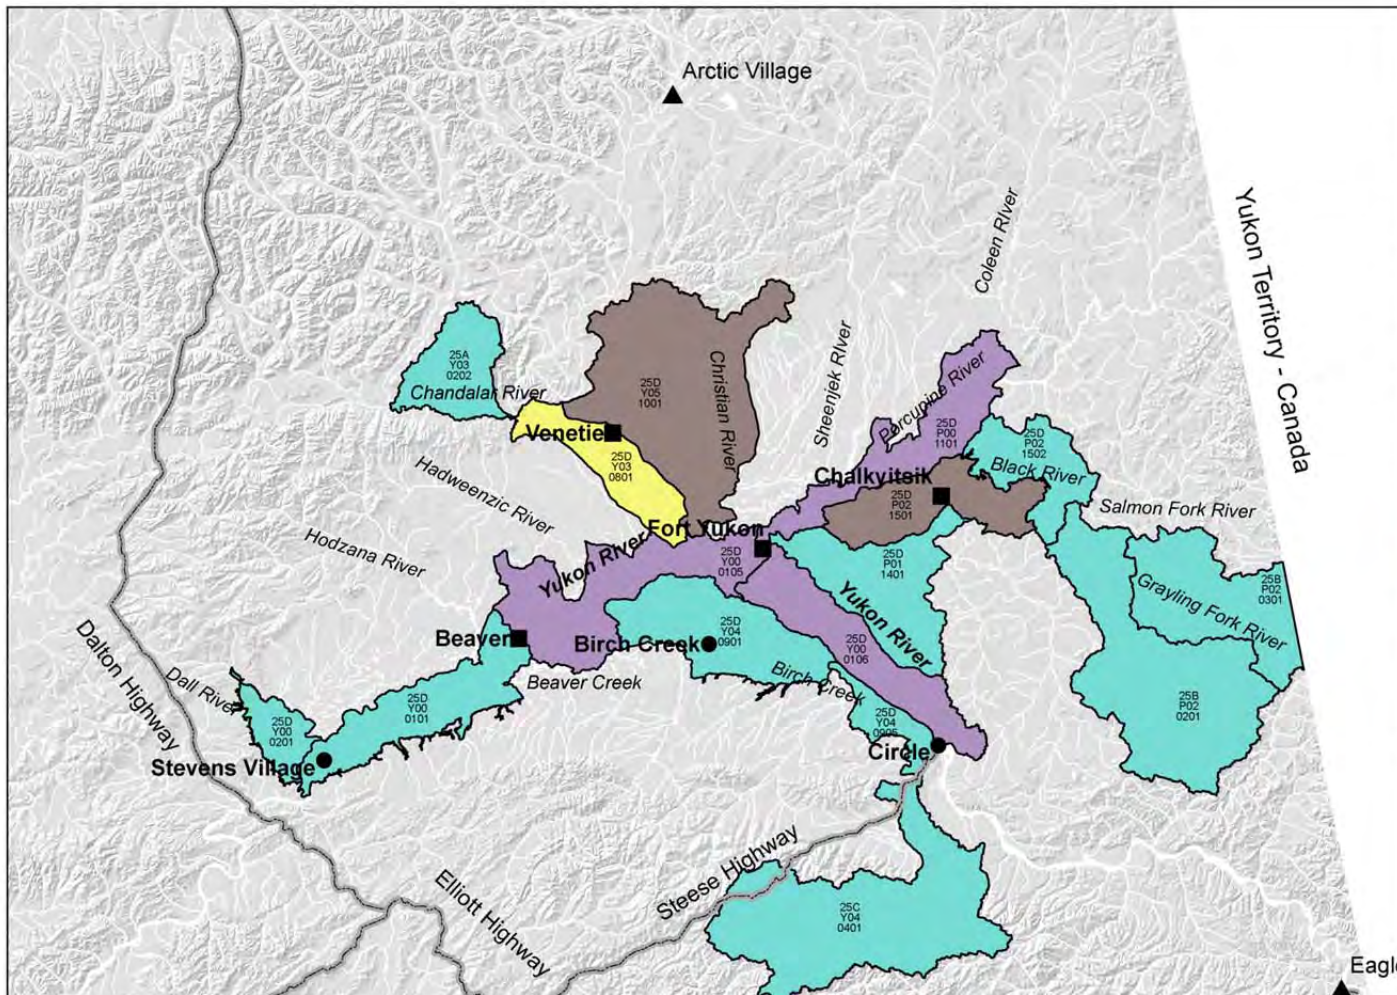 Arctic Village
Coleen RIver
Yukon Territory - Canada
25A
Y03
0202
Chandalar River
25D
Y05
1001
Christian River
Sheenjek River
Porcupine River
25D
P00
1101
25D
P02
1502
Black River
Venetie
25D
Y03
0801
Chalkyitsik
25D
P02
1501
Salmon Fork River
Hadweenzic River
Hodzana River
Fort Yukon
Yukon River
25D
Y00
0105
25D
P01
1401
25B
P02
0301
Grayling Fork River
Yukon River
Beaver
Birch Creek
25D
Y04
0901
25D
Y00
0106
Beaver Creek
Birch Creek
Dall River
Dalton Highway
25D
Y00
0101
25D
Y00
0201
25D
Y04
0905
25B
P02
0201
Stevens Village
Circle
Steese Highway
Elliott Highway
25C
Y04
0401
Eagl